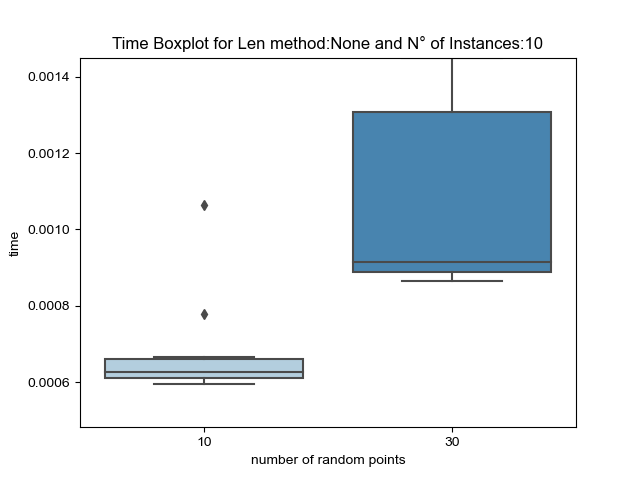 Time Boxplot for Len method:None and N° of Instances:10
0.0014
0.0012
0.0010
0.0008
0.0006
time
10
30
number of random points